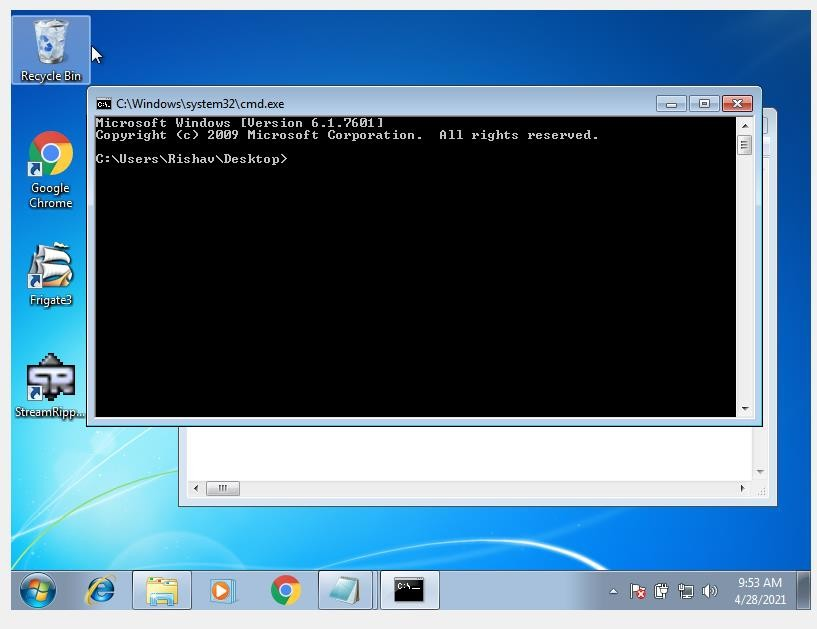 Recycle Bin
C:\Windows\system32\cmd.exe
Microsoft Windows [Version 6.1.7601]
Copyright (c) 2009 Microsoft Corporation.  All rights reserved.
C:\Users\Rishav\Desktop>
Google
Chrome
Frigate3
StreamRipp...
9:53 AM
4/28/2021